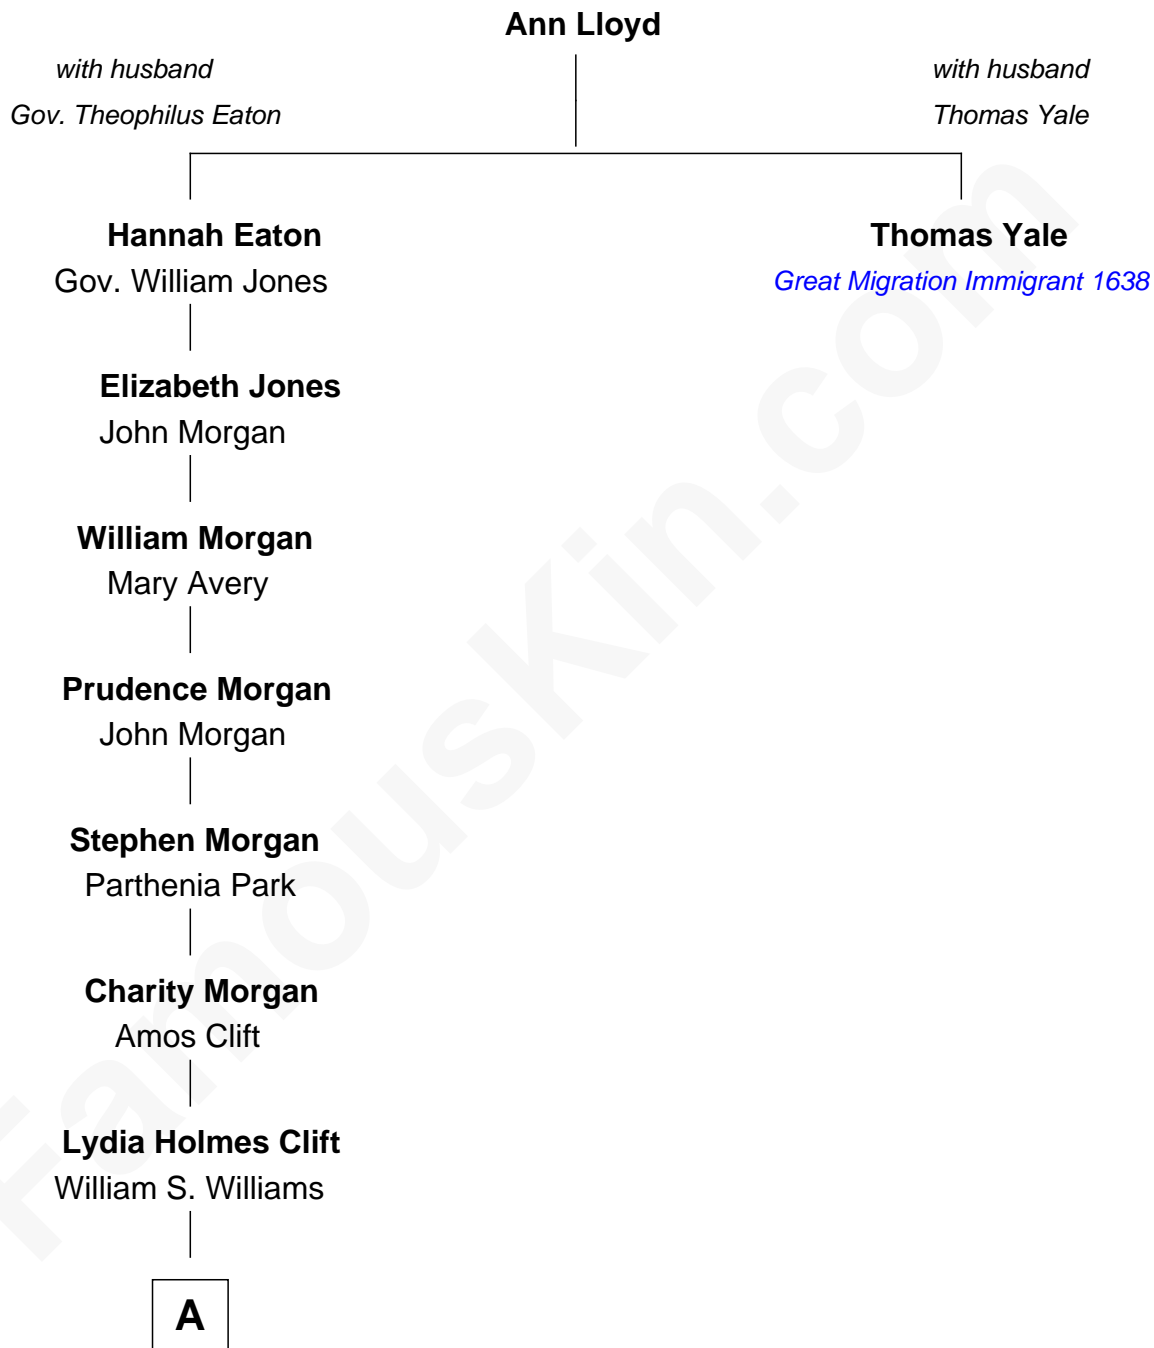 Ann Lloyd
with husband
Gov. Theophilus Eaton
with husband
Thomas Yale
Hannah Eaton
Gov. William Jones
Thomas Yale
Great Migration Immigrant 1638
Elizabeth Jones
John Morgan
William Morgan
Mary Avery
Prudence Morgan
John Morgan
Stephen Morgan
Parthenia Park
Charity Morgan
Amos Clift
Lydia Holmes Clift
William S. Williams
A
FamousKin.com